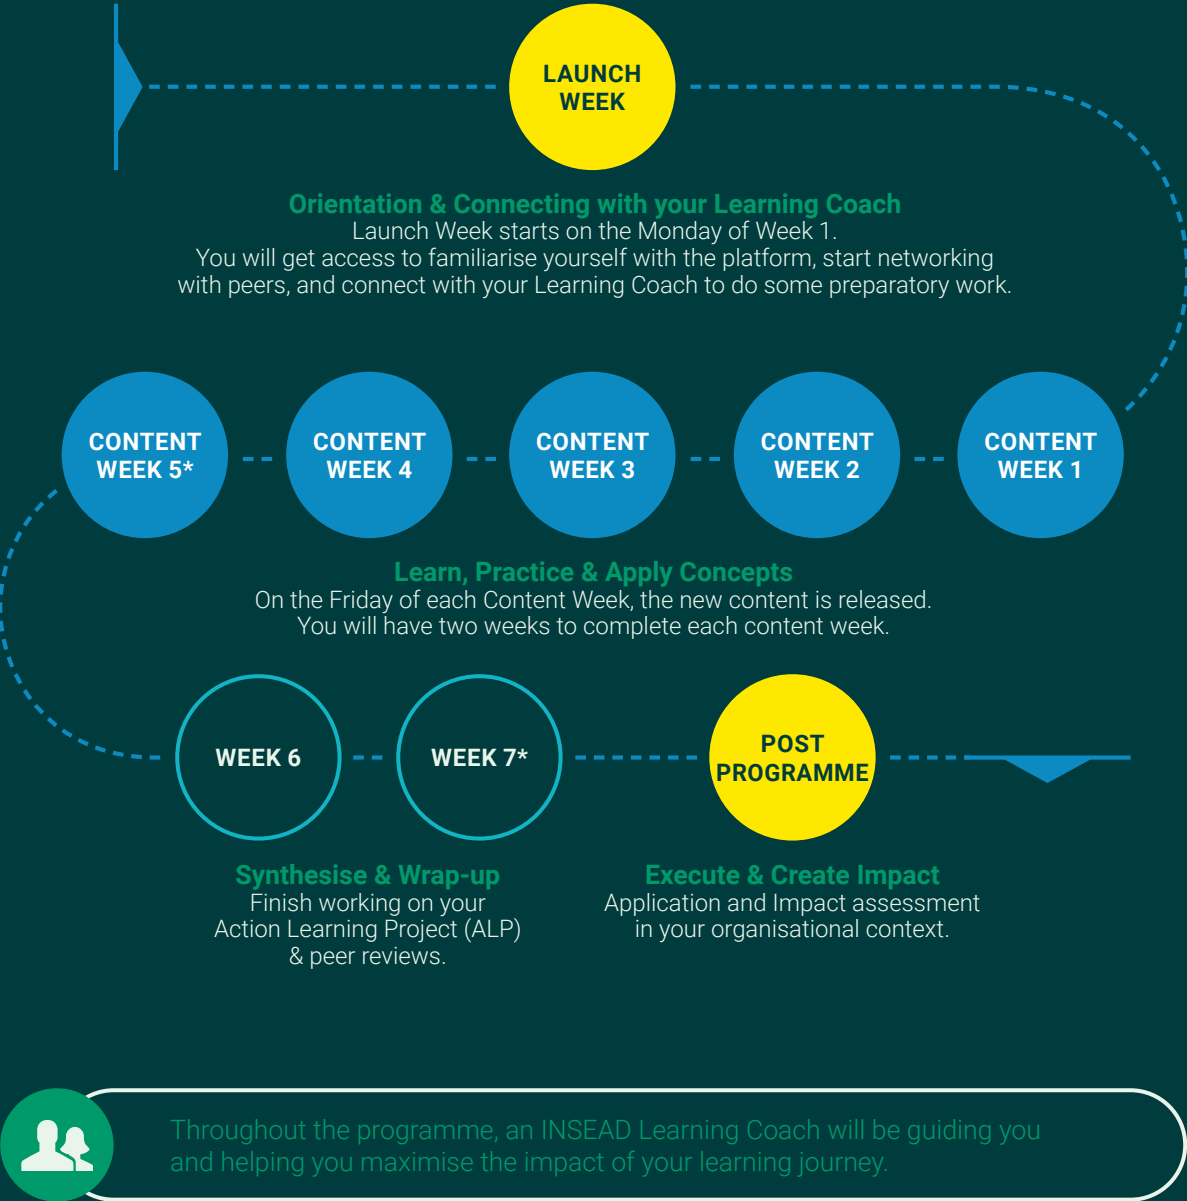 LAUNCH
WEEK
Orientation & Connecting with your Learning Coach
Launch Week starts on the Monday of Week 1.
You will get access to familiarise yourself with the platform, start networking
with peers, and connect with your Learning Coach to do some preparatory work.
CONTENT
WEEK 5*
CONTENT
WEEK 4
CONTENT
WEEK 3
CONTENT
WEEK 2
CONTENT
WEEK 1
Learn, Practice & Apply Concepts
On the Friday of each Content Week, the new content is released.
You will have two weeks to complete each content week.
WEEK 6
WEEK 7*
POST
PROGRAMME
Synthesise & Wrap-up
Finish working on your
Action Learning Project (ALP)
& peer reviews.
Execute & Create Impact
Application and Impact assessment
in your organisational context.
Throughout the programme, an INSEAD Learning Coach will be guiding you
and helping you maximise the impact of your learning journey.